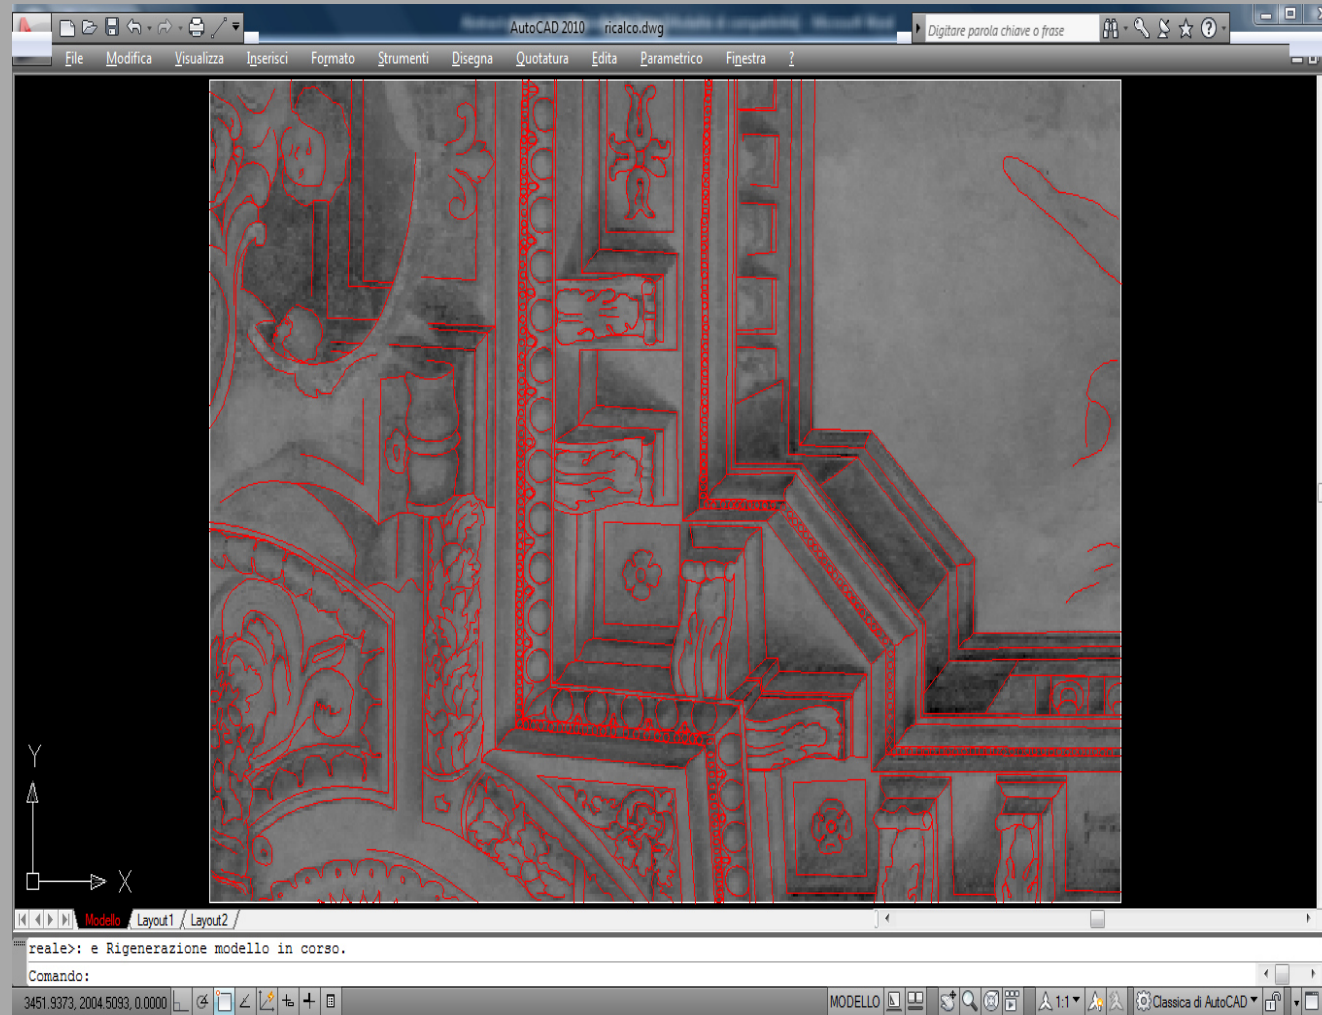 AutoCAD 2010 ricalco.dwg
Digitare parola chiave o frase
File Modifica Visualizza Inserisci Formato Strumenti Disegna Quotatura Edita Parametrico Finestra ?
Y
X
Modello Layout1 Layout2
reale>: e Rigenerazione modello in corso.
Comando:
3451.9373, 2004.5093, 0.0000 MODELLO 1:1 Classica di AutoCAD